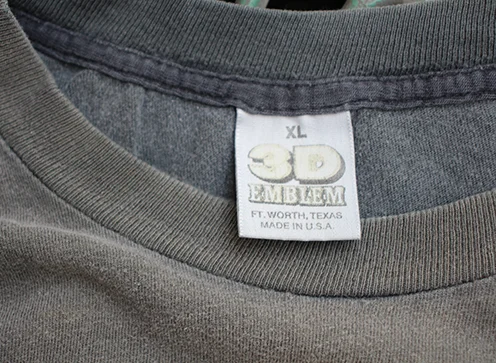 XL
3D
EMBLEM
FT. WORTH, TEXAS
MADE IN U.S.A.